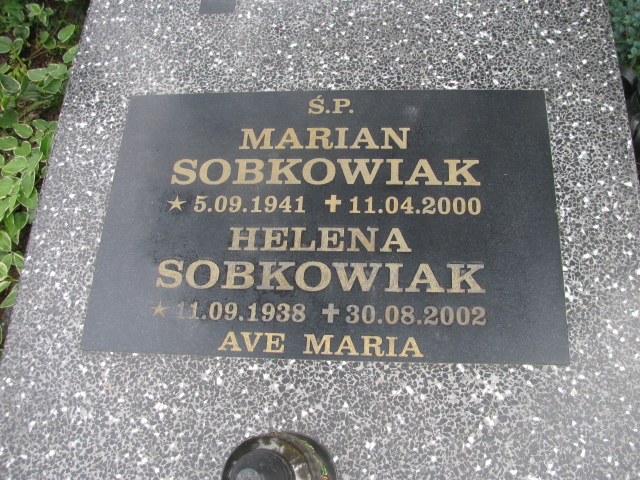 Ś.P.
MARIAN
SOBKOWIAK
★ 5.09.1941 ✝ 11.04.2000
HELENA
SOBKOWIAK
★ 11.09.1938 ✝ 30.08.2002
AVE MARIA